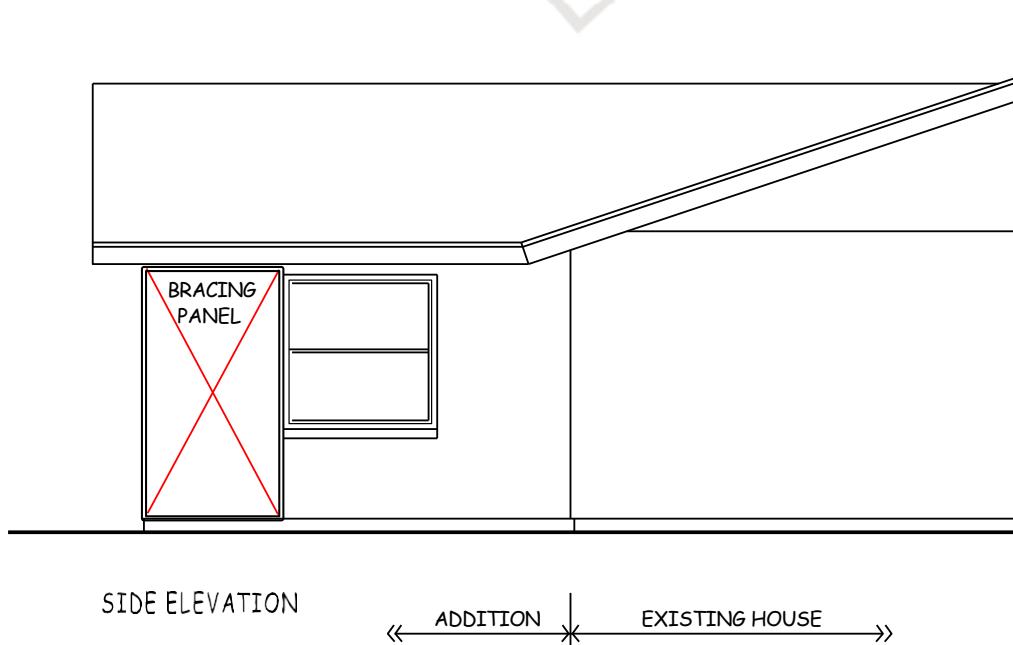 BRACING
PANEL
SIDE ELEVATION
ADDITION
EXISTING HOUSE